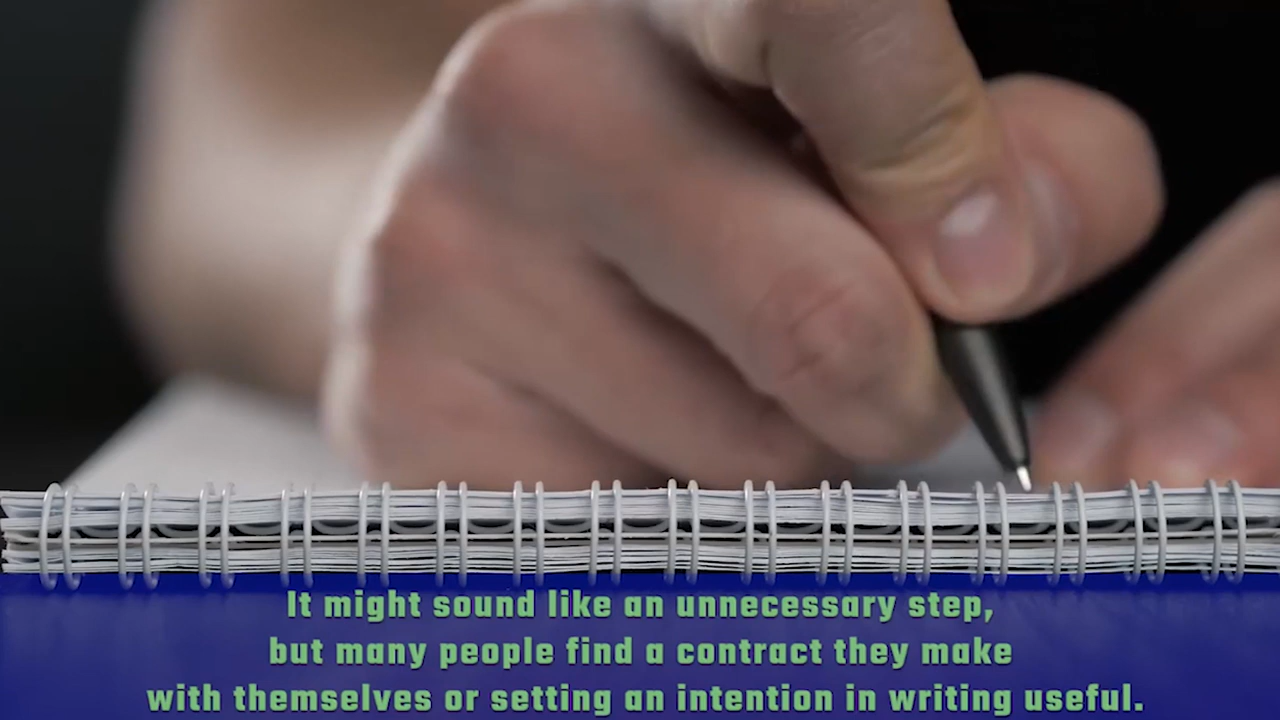 It might sound like an unnecessary step,
but many people find a contract they make
with themselves or setting an intention in writing useful.